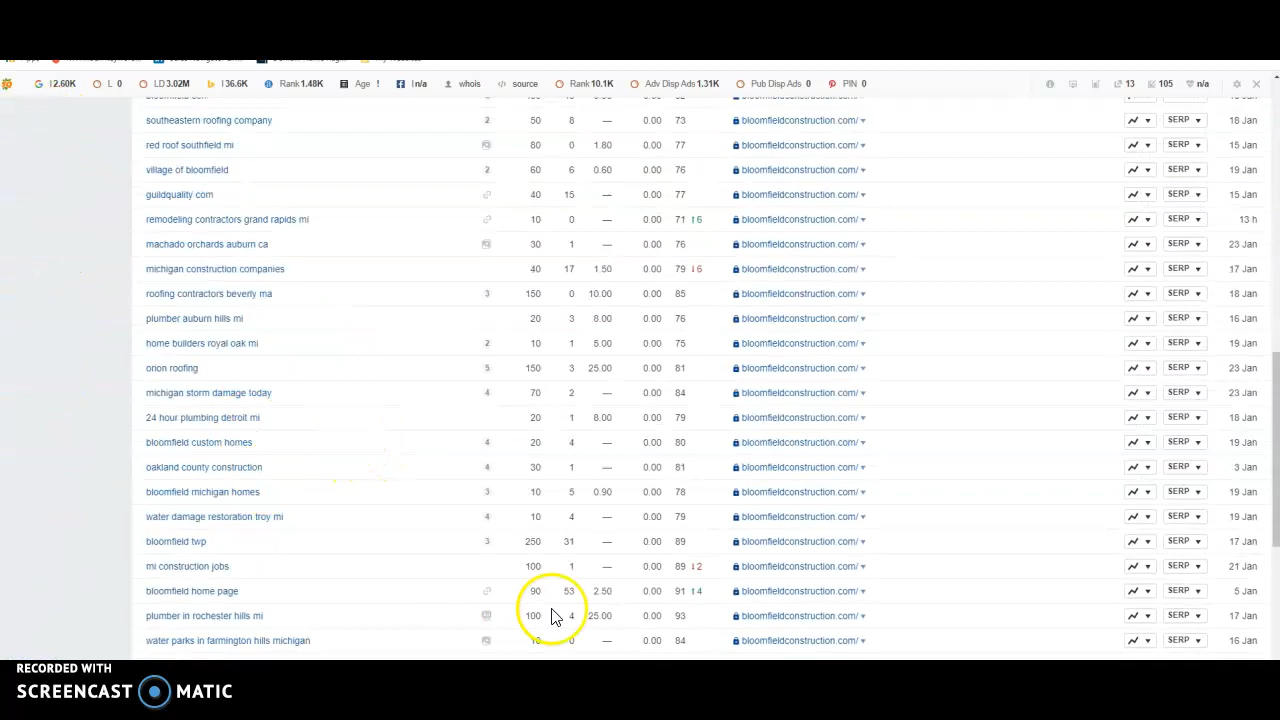 2.60K L 0 LD 3.02M I 36.6K Rank 1.48K Age ! I n/a whois source Rank 10.1K Adv Disp Ads 1.31K Pub Disp Ads 0 PIN 0 13 105 n/a
southeastern roofing company 2 50 8 — 0.00 73 bloomfieldconstruction.com/ SERP 18 Jan
red roof southfield mi 80 0 1.80 0.00 77 bloomfieldconstruction.com/ SERP 15 Jan
village of bloomfield 2 60 6 0.60 0.00 76 bloomfieldconstruction.com/ SERP 19 Jan
guildquality com 40 15 — 0.00 77 bloomfieldconstruction.com/ SERP 15 Jan
remodeling contractors grand rapids mi 10 0 — 0.00 71 ↑6 bloomfieldconstruction.com/ SERP 13 h
machado orchards auburn ca 30 1 — 0.00 76 bloomfieldconstruction.com/ SERP 23 Jan
michigan construction companies 40 17 1.50 0.00 79 ↓6 bloomfieldconstruction.com/ SERP 17 Jan
roofing contractors beverly ma 3 150 0 10.00 0.00 85 bloomfieldconstruction.com/ SERP 18 Jan
plumber auburn hills mi 20 3 8.00 0.00 76 bloomfieldconstruction.com/ SERP 16 Jan
home builders royal oak mi 2 10 1 5.00 0.00 75 bloomfieldconstruction.com/ SERP 19 Jan
orion roofing 5 150 3 25.00 0.00 81 bloomfieldconstruction.com/ SERP 23 Jan
michigan storm damage today 4 70 2 — 0.00 84 bloomfieldconstruction.com/ SERP 23 Jan
24 hour plumbing detroit mi 20 1 8.00 0.00 79 bloomfieldconstruction.com/ SERP 18 Jan
bloomfield custom homes 4 20 4 — 0.00 80 bloomfieldconstruction.com/ SERP 19 Jan
oakland county construction 4 30 1 — 0.00 81 bloomfieldconstruction.com/ SERP 3 Jan
bloomfield michigan homes 3 10 5 0.90 0.00 78 bloomfieldconstruction.com/ SERP 19 Jan
water damage restoration troy mi 4 10 4 — 0.00 79 bloomfieldconstruction.com/ SERP 19 Jan
bloomfield twp 3 250 31 — 0.00 89 bloomfieldconstruction.com/ SERP 17 Jan
mi construction jobs 100 1 — 0.00 89 ↓2 bloomfieldconstruction.com/ SERP 21 Jan
bloomfield home page 90 53 2.50 0.00 91 ↑4 bloomfieldconstruction.com/ SERP 5 Jan
plumber in rochester hills mi 100 4 25.00 0.00 93 bloomfieldconstruction.com/ SERP 17 Jan
water parks in farmington hills michigan 10 0 — 0.00 84 bloomfieldconstruction.com/ SERP 16 Jan
RECORDED WITH
SCREENCAST MATIC